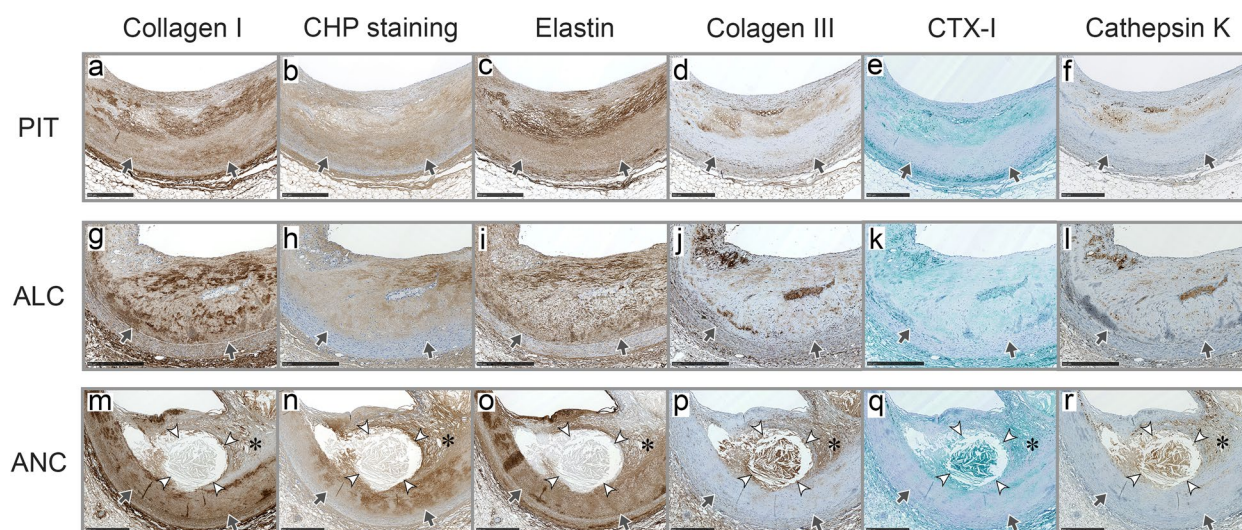 Collagen I CHP staining Elastin Colagen III CTX-I Cathepsin K
PIT a b c d e f
ALC g h i j k l
ANC m n o p q r
* * * * *